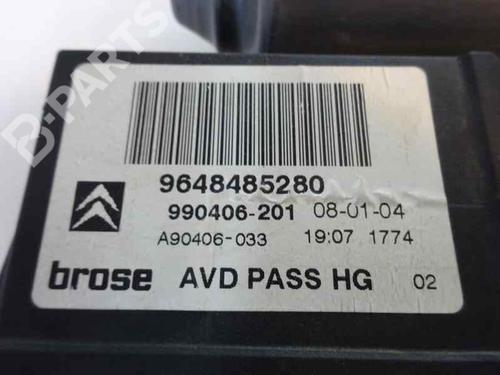 B-PARTS
9648485280
990406-201 08-01-04
A90406-033 19:07 1774
brose AVD PASS HG 02